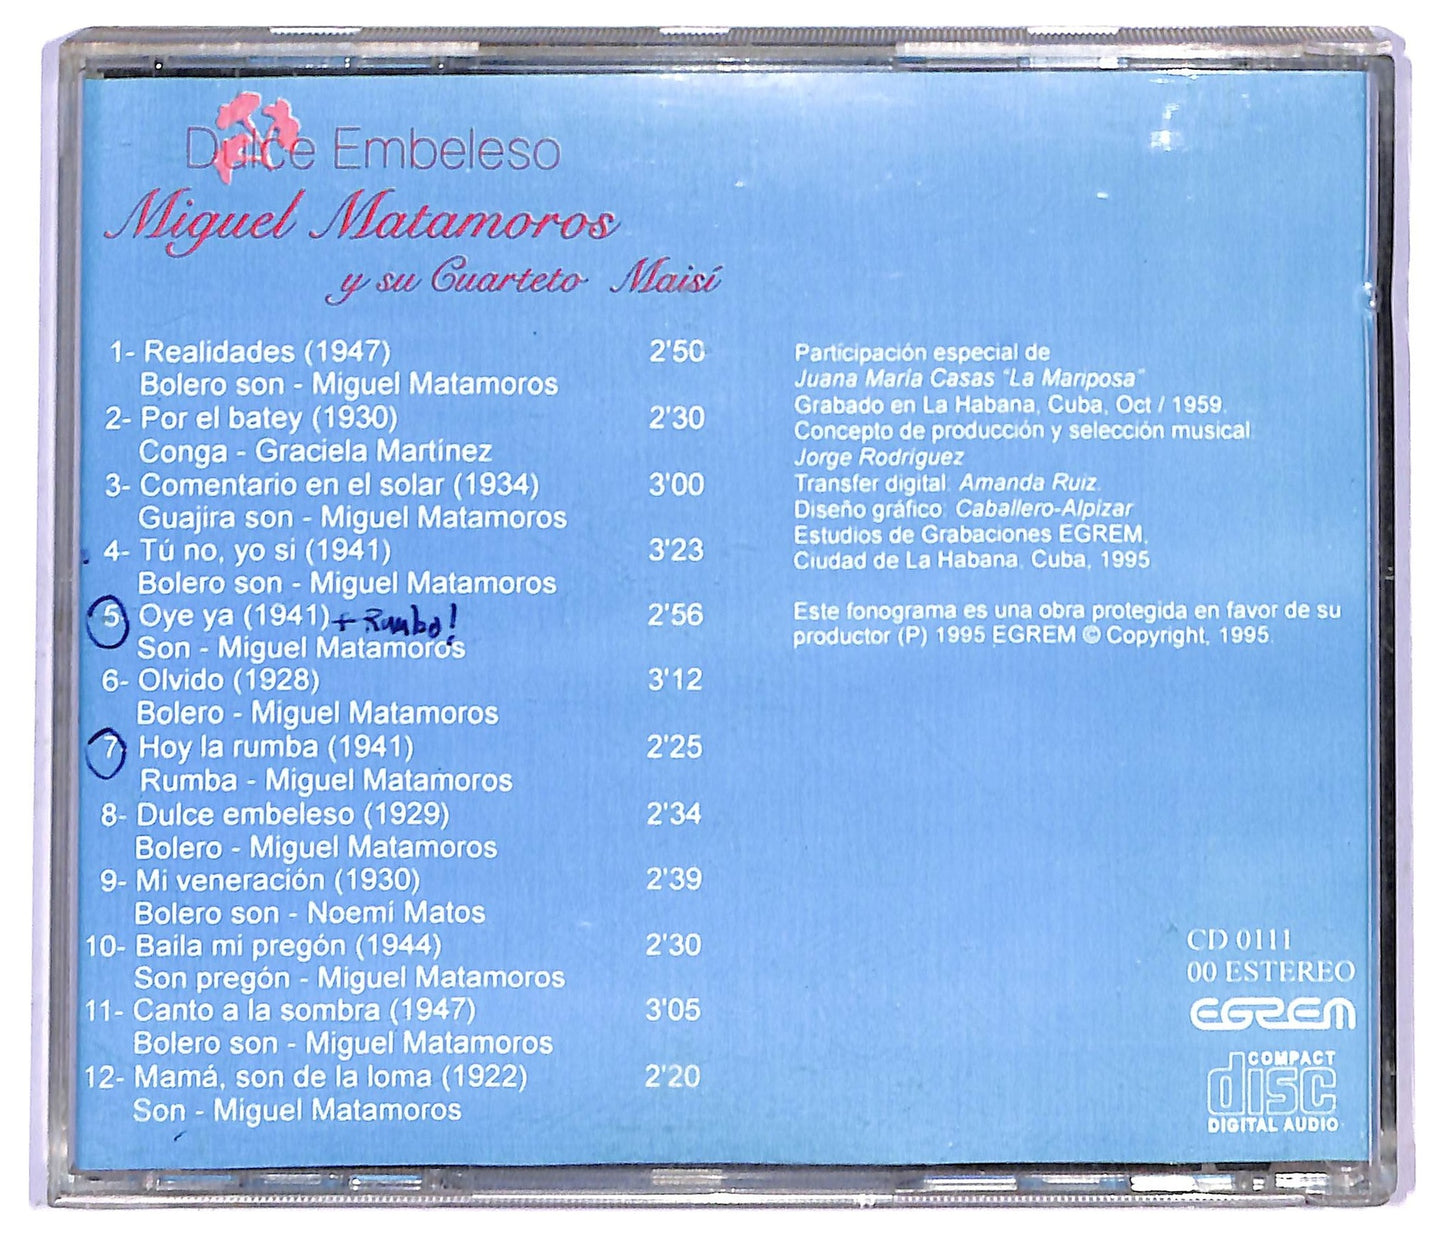 Dulce Embeleso
Miguel Matamoros
y su Cuarteto Maisí
1- Realidades (1947) 2'50
Bolero son - Miguel Matamoros
2- Por el batey (1930) 2'30
Conga - Graciela Martínez
3- Comentario en el solar (1934) 3'00
Guajira son - Miguel Matamoros
4- Tú no, yo si (1941) 3'23
Bolero son - Miguel Matamoros
5- Oye ya (1941) + Rumba! 2'56
Son - Miguel Matamoros
6- Olvido (1928) 3'12
Bolero - Miguel Matamoros
7- Hoy la rumba (1941) 2'25
Rumba - Miguel Matamoros
8- Dulce embeleso (1929) 2'34
Bolero - Miguel Matamoros
9- Mi veneración (1930) 2'39
Bolero son - Noemí Matos
10- Baila mi pregón (1944) 2'30
Son pregón - Miguel Matamoros
11- Canto a la sombra (1947) 3'05
Bolero son - Miguel Matamoros
12- Mamá, son de la loma (1922) 2'20
Son - Miguel Matamoros
Participación especial de
Juana María Casas "La Mariposa"
Grabado en La Habana, Cuba, Oct / 1959.
Concepto de producción y selección musical
Jorge Rodríguez
Transfer digital: Amanda Ruiz.
Diseño gráfico: Caballero-Alpízar
Estudios de Grabaciones EGREM,
Ciudad de La Habana, Cuba, 1995
Este fonograma es una obra protegida en favor de su
productor (P) 1995 EGREM © Copyright, 1995.
CD 0111
00 ESTEREO
EGREM
COMPACT
disc
DIGITAL AUDIO